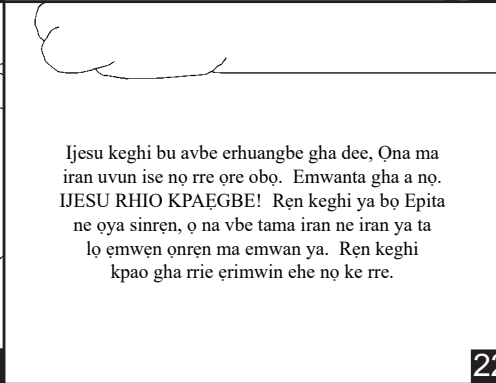 Ijesu keghi bu avbe erhuangbe gha dee, Ọna ma
iran uvun ise nọ rre ọre obọ.  Emwanta gha a nọ.
IJESU RHIO KPAẸGBE!  Rẹn keghi ya bọ Epita
ne ọya sinrẹn, ọ na vbe tama iran ne iran ya ta
lọ ẹmwẹn ọnrẹn ma emwan ya.  Rẹn keghi
kpao gha rrie ẹrimwin ehe nọ ke rre.